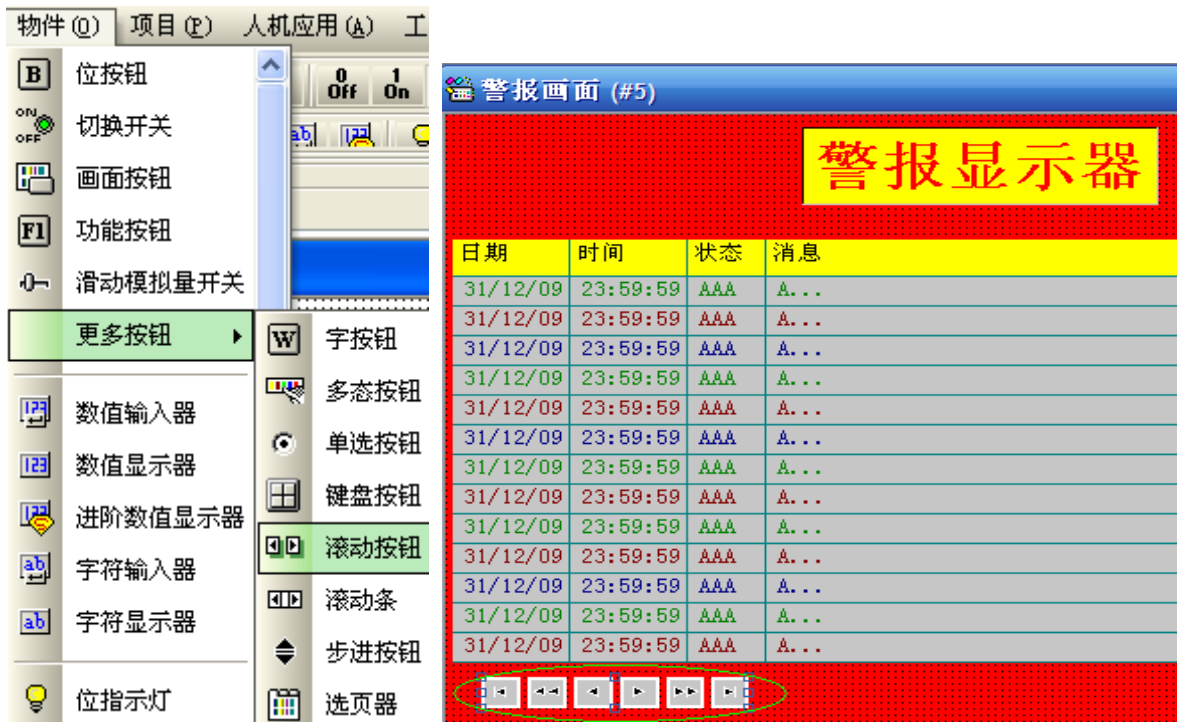 物件(O) 项目(P) 人机应用(A) 工
B 位按钮
0 Off 1 On
ON OFF 切换开关
ab 123
画面按钮
F1 功能按钮
滑动模拟量开关
更多按钮
123 数值输入器
123 数值显示器
123 进阶数值显示器
ab 字符输入器
ab 字符显示器
位指示灯
W 字按钮
多态按钮
单选按钮
键盘按钮
滚动按钮
滚动条
步进按钮
选页器
警报画面 (#5)
警报显示器
日期 时间 状态 消息
31/12/09 23:59:59 AAA A...
31/12/09 23:59:59 AAA A...
31/12/09 23:59:59 AAA A...
31/12/09 23:59:59 AAA A...
31/12/09 23:59:59 AAA A...
31/12/09 23:59:59 AAA A...
31/12/09 23:59:59 AAA A...
31/12/09 23:59:59 AAA A...
31/12/09 23:59:59 AAA A...
31/12/09 23:59:59 AAA A...
31/12/09 23:59:59 AAA A...
31/12/09 23:59:59 AAA A...
31/12/09 23:59:59 AAA A...